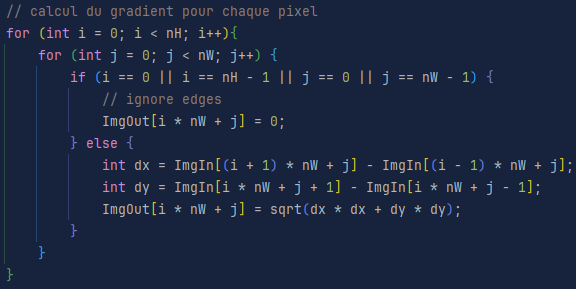 // calcul du gradient pour chaque pixel
for (int i = 0; i < nH; i++){
    for (int j = 0; j < nW; j++) {
        if (i == 0 || i == nH - 1 || j == 0 || j == nW - 1) {
            // ignore edges
            ImgOut[i * nW + j] = 0;
        } else {
            int dx = ImgIn[(i + 1) * nW + j] - ImgIn[(i - 1) * nW + j];
            int dy = ImgIn[i * nW + j + 1] - ImgIn[i * nW + j - 1];
            ImgOut[i * nW + j] = sqrt(dx * dx + dy * dy);
        }
    }
}